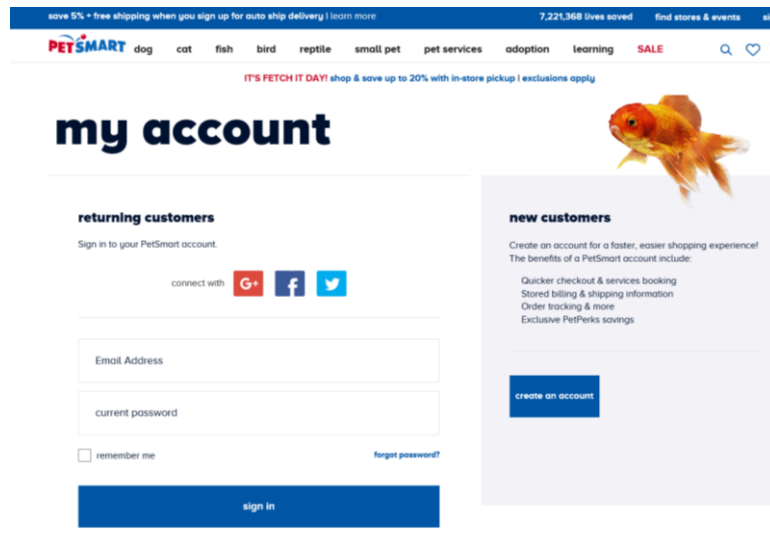 save 5% + free shipping when you sign up for auto ship delivery | learn more
7,221,368 lives saved
find stores & events
PETSMART
dog
cat
fish
bird
reptile
small pet
pet services
adoption
learning
SALE
IT'S FETCH IT DAY! shop & save up to 20% with in-store pickup | exclusions apply
my account
returning customers
Sign in to your PetSmart account.
connect with
G+
f
Email Address
current password
remember me
forgot password?
sign in
new customers
Create an account for a faster, easier shopping experience!
The benefits of a PetSmart account include:
Quicker checkout & services booking
Stored billing & shipping information
Order tracking & more
Exclusive PetPerks savings
create an account